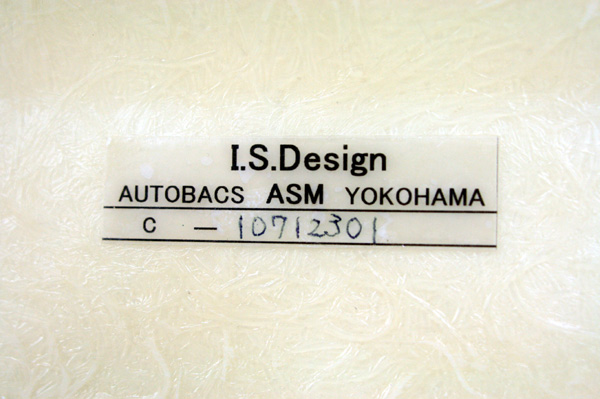 I.S.Design
AUTOBACS ASM YOKOHAMA
C — 10712301